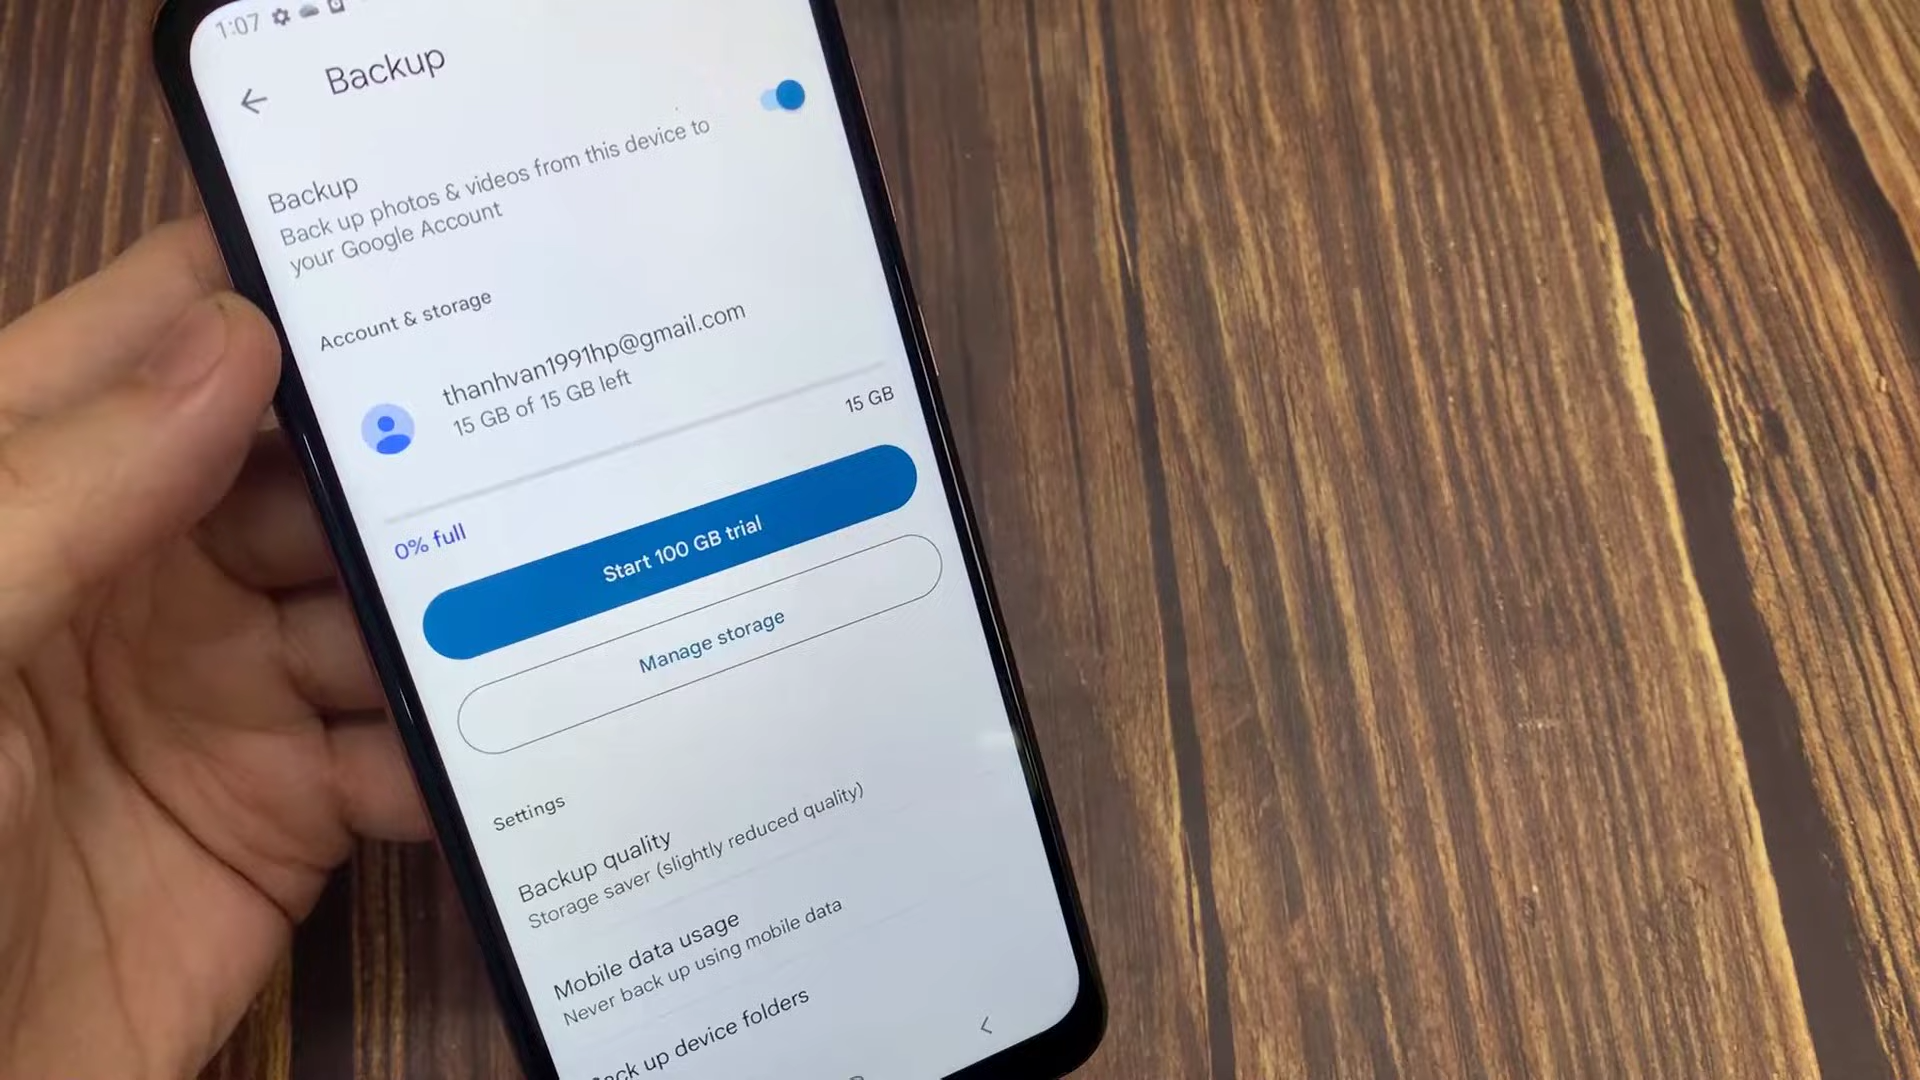 1:07
Backup
Backup
Back up photos & videos from this device to
your Google Account
Account & storage
thanhvan1991hp@gmail.com
15 GB of 15 GB left
15 GB
0% full
Start 100 GB trial
Manage storage
Settings
Backup quality
Storage saver (slightly reduced quality)
Mobile data usage
Never back up using mobile data
ack up device folders